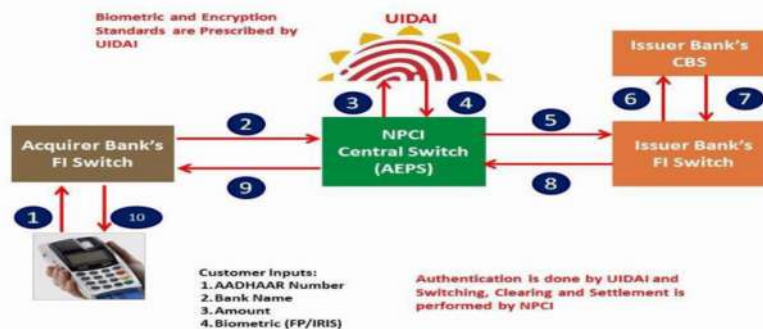 Biometric and Encryption
Standards are Prescribed by
UIDAI
UIDAI
Issuer Bank's
CBS
3
4
6
7
2
5
Acquirer Bank's
FI Switch
NPCI
Central Switch
(AEPS)
Issuer Bank's
FI Switch
9
8
1
10
Customer Inputs:
1.AADHAAR Number
2.Bank Name
3.Amount
4.Biometric (FP/IRIS)
Authentication is done by UIDAI and
Switching, Clearing and Settlement is
performed by NPCI